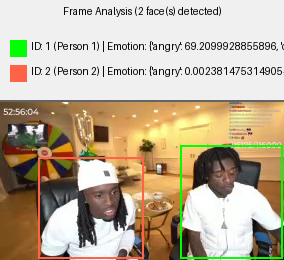 Frame Analysis (2 face(s) detected)
ID: 1 (Person 1) | Emotion: {'angry': 69.2099928855896, '
ID: 2 (Person 2) | Emotion: {'angry': 0.002381475314905
52:56:04